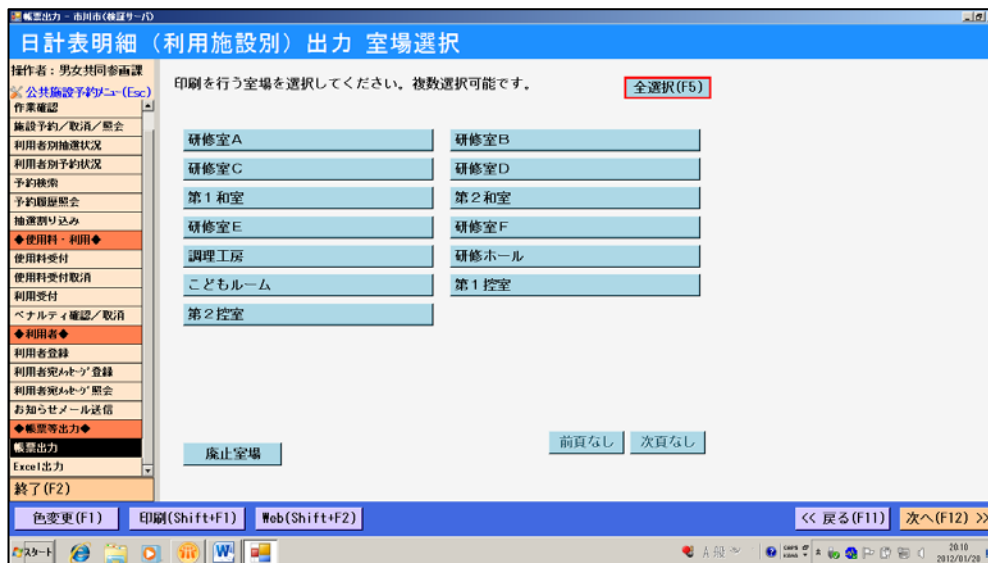 帳票出力 - 市川市(検証サーバ)
日計表明細（利用施設別）出力 室場選択
操作者：男女共同参画課
公共施設予約メニュー(Esc)
作業確認
施設予約／取消／照会
利用者別抽選状況
利用者別予約状況
予約検索
予約履歴照会
抽選割り込み
◆使用料・利用◆
使用料受付
使用料受付取消
利用受付
ペナルティ確認／取消
◆利用者◆
利用者登録
利用者宛メッセージ登録
利用者宛メッセージ照会
お知らせメール送信
◆帳票等出力◆
帳票出力
Excel出力
終了(F2)
印刷を行う室場を選択してください。複数選択可能です。
全選択(F5)
研修室A 研修室B
研修室C 研修室D
第１和室 第２和室
研修室E 研修室F
調理工房 研修ホール
こどもルーム 第１控室
第２控室
廃止室場 前頁なし 次頁なし
色変更(F1) 印刷(Shift+F1) Web(Shift+F2) << 戻る(F11) 次へ(F12) >>
スタート A 般 CAPS KANA 20:10
2012/01/20